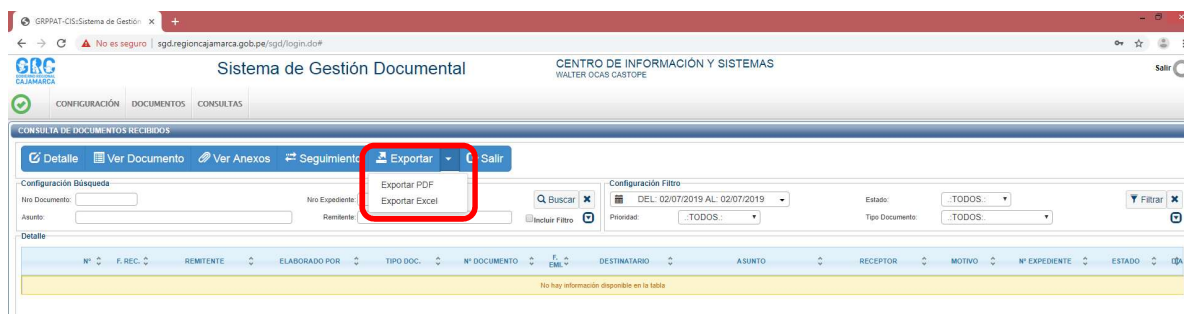 GRPPAT-CIS:Sistema de Gestión
No es seguro | sgd.regioncajamarca.gob.pe/sgd/login.do#
GRC
CAJAMARCA
Sistema de Gestión Documental
CENTRO DE INFORMACIÓN Y SISTEMAS
WALTER OCAS CASTOPE
Salir
CONFIGURACIÓN DOCUMENTOS CONSULTAS
CONSULTA DE DOCUMENTOS RECIBIDOS
Detalle Ver Documento Ver Anexos Seguimiento Exportar Salir
Exportar PDF
Exportar Excel
Configuración Búsqueda
Nro Documento: Nro Expediente: Buscar
Asunto: Remitente: Incluir Filtro
Configuración Filtro
DEL: 02/07/2019 AL: 02/07/2019 Estado: .:TODOS:. Filtrar
Prioridad: .:TODOS:. Tipo Documento: .:TODOS:.
Detalle
Nº F. REC. REMITENTE ELABORADO POR TIPO DOC. Nº DOCUMENTO F. EMI. DESTINATARIO ASUNTO RECEPTOR MOTIVO Nº EXPEDIENTE ESTADO
No hay información disponible en la tabla